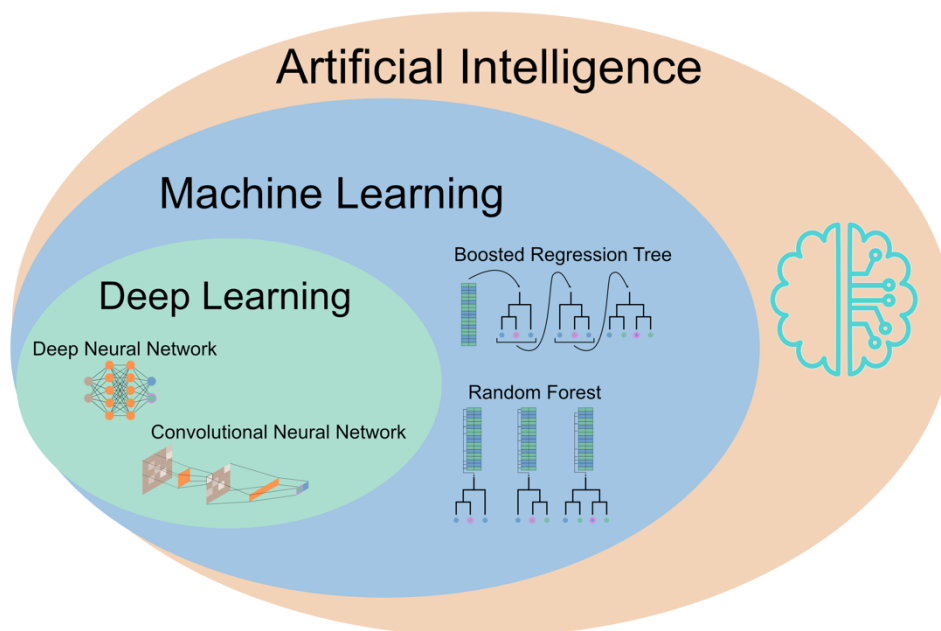 Artificial Intelligence
Machine Learning
Deep Learning
Deep Neural Network
Convolutional Neural Network
Boosted Regression Tree
Random Forest